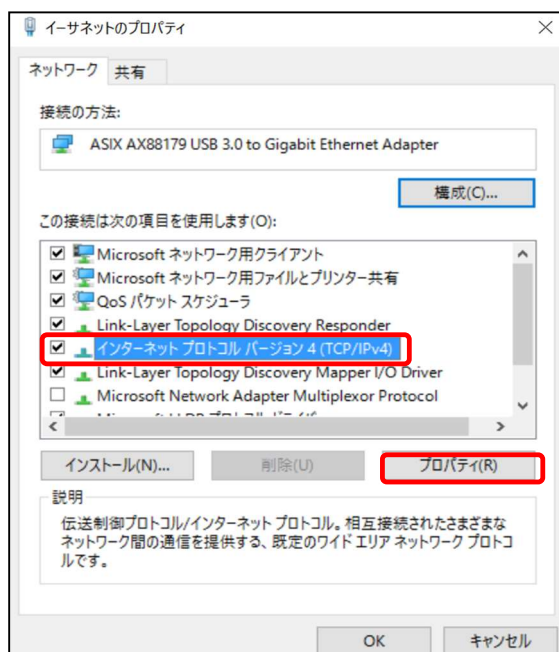 イーサネットのプロパティ
ネットワーク 共有
接続の方法:
ASIX AX88179 USB 3.0 to Gigabit Ethernet Adapter
構成(C)...
この接続は次の項目を使用します(O):
Microsoft ネットワーク用クライアント
Microsoft ネットワーク用ファイルとプリンター共有
QoS パケット スケジューラ
Link-Layer Topology Discovery Responder
インターネット プロトコル バージョン 4 (TCP/IPv4)
Link-Layer Topology Discovery Mapper I/O Driver
Microsoft Network Adapter Multiplexor Protocol
インストール(N)... 削除(U) プロパティ(R)
説明
伝送制御プロトコル/インターネット プロトコル。相互接続されたさまざまな
ネットワーク間の通信を提供する、既定のワイド エリア ネットワーク プロトコ
ルです。
OK キャンセル